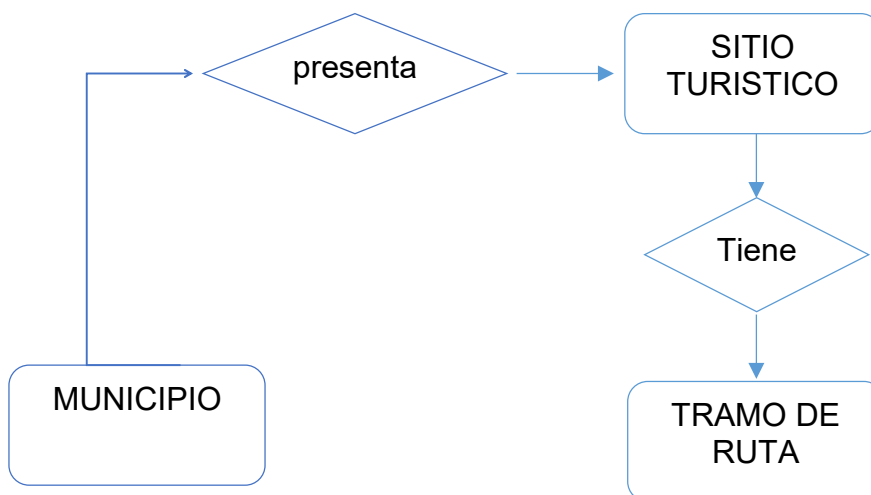 presenta
SITIO
TURISTICO
Tiene
MUNICIPIO
TRAMO DE
RUTA